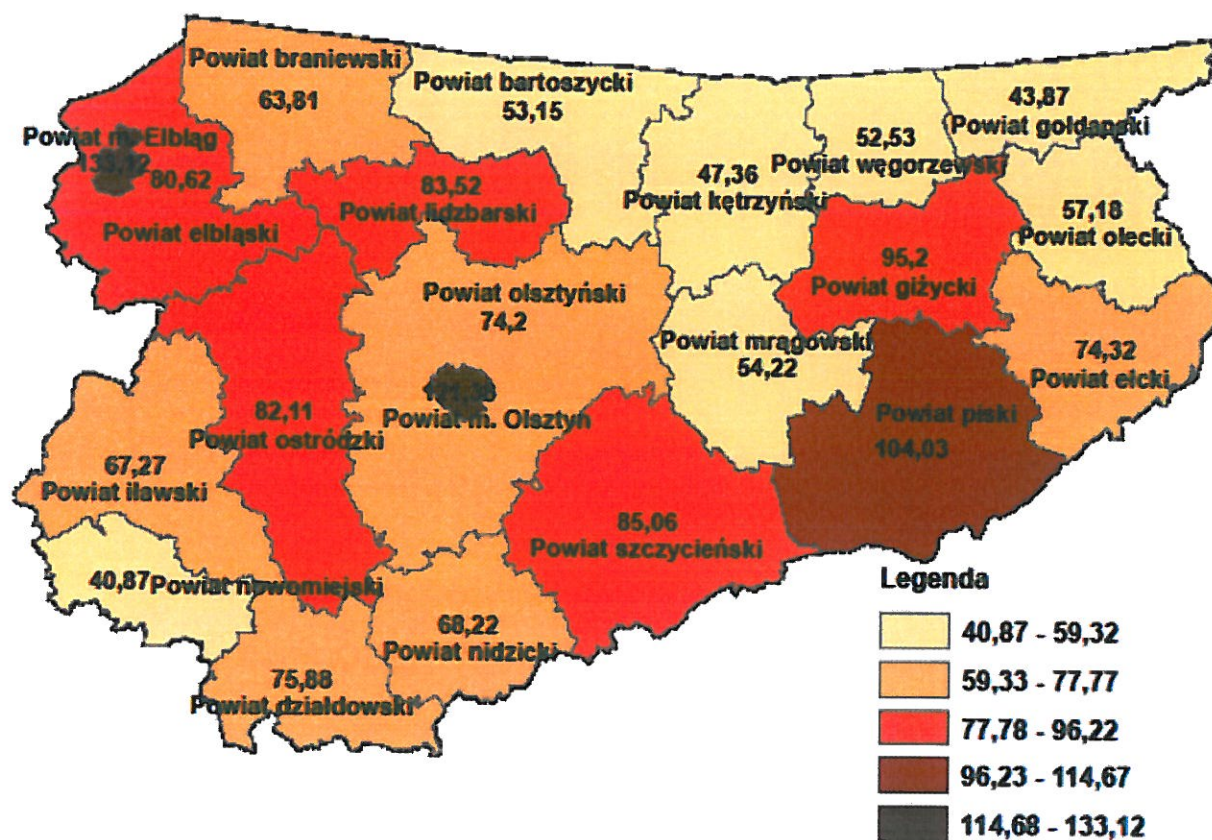 Powiat braniewski
63,81
Powiat bartoszycki
53,15
43,87
Powiat gołdapski
Powiat m. Elbląg
133,12
80,62
Powiat elbląski
83,52
Powiat lidzbarski
47,36
Powiat kętrzyński
52,53
Powiat węgorzewski
57,18
Powiat olecki
95,2
Powiat giżycki
Powiat olsztyński
74,2
Powiat mrągowski
54,22
74,32
Powiat ełcki
Powiat m. Olsztyn
82,11
Powiat ostródzki
Powiat piski
104,03
67,27
Powiat iławski
85,06
Powiat szczycieński
40,87
Powiat nowomiejski
68,22
Powiat nidzicki
75,88
Powiat działdowski
Legenda
40,87 - 59,32
59,33 - 77,77
77,78 - 96,22
96,23 - 114,67
114,68 - 133,12